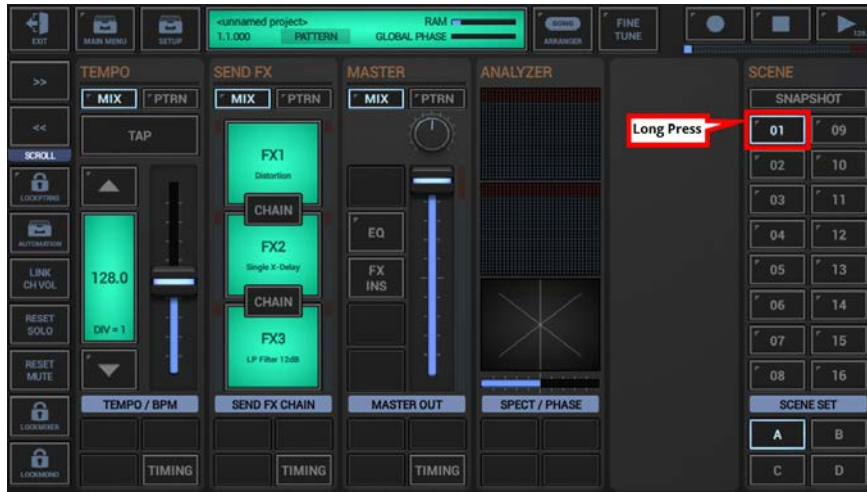 EXIT
MAIN MENU
SETUP
<unnamed project>
RAM
1.1.000
PATTERN
GLOBAL PHASE
SONG
ARRANGER
FINE
TUNE
128.
>>
<<
SCROLL
LOCKPTRNS
AUTOMATION
LINK
CH VOL
RESET
SOLO
RESET
MUTE
LOCKMIXER
LOCKMONO
TEMPO
MIX
PTRN
TAP
128.0
DIV = 1
TEMPO / BPM
TIMING
SEND FX
MIX
PTRN
FX1
Distortion
CHAIN
FX2
Single X-Delay
CHAIN
FX3
LP Filter 12dB
SEND FX CHAIN
TIMING
MASTER
MIX
PTRN
EQ
FX
INS
MASTER OUT
TIMING
ANALYZER
SPECT / PHASE
Long Press
SCENE
SNAPSHOT
01
09
02
10
03
11
04
12
05
13
06
14
07
15
08
16
SCENE SET
A
B
C
D